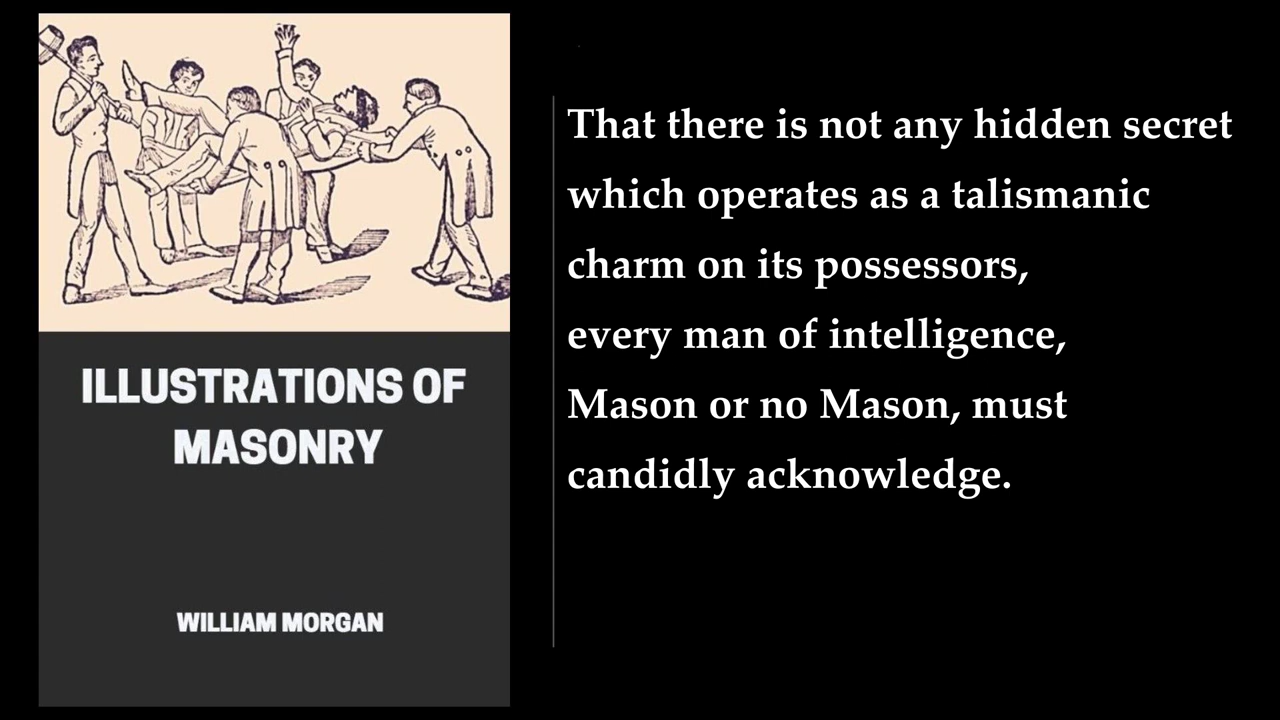 ILLUSTRATIONS OF
MASONRY
WILLIAM MORGAN
That there is not any hidden secret
which operates as a talismanic
charm on its possessors,
every man of intelligence,
Mason or no Mason, must
candidly acknowledge.